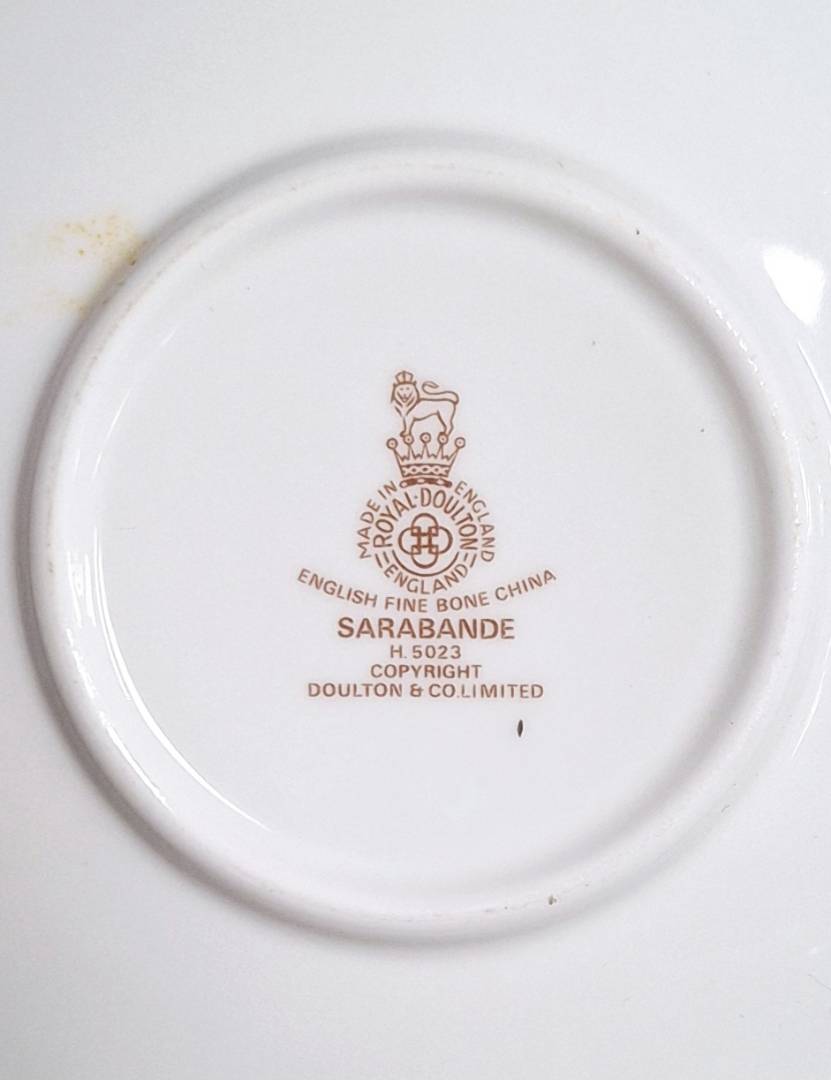 MADE IN ENGLAND
ROYAL·DOULTON
ENGLAND
ENGLISH FINE BONE CHINA
SARABANDE
H. 5023
COPYRIGHT
DOULTON & CO.LIMITED